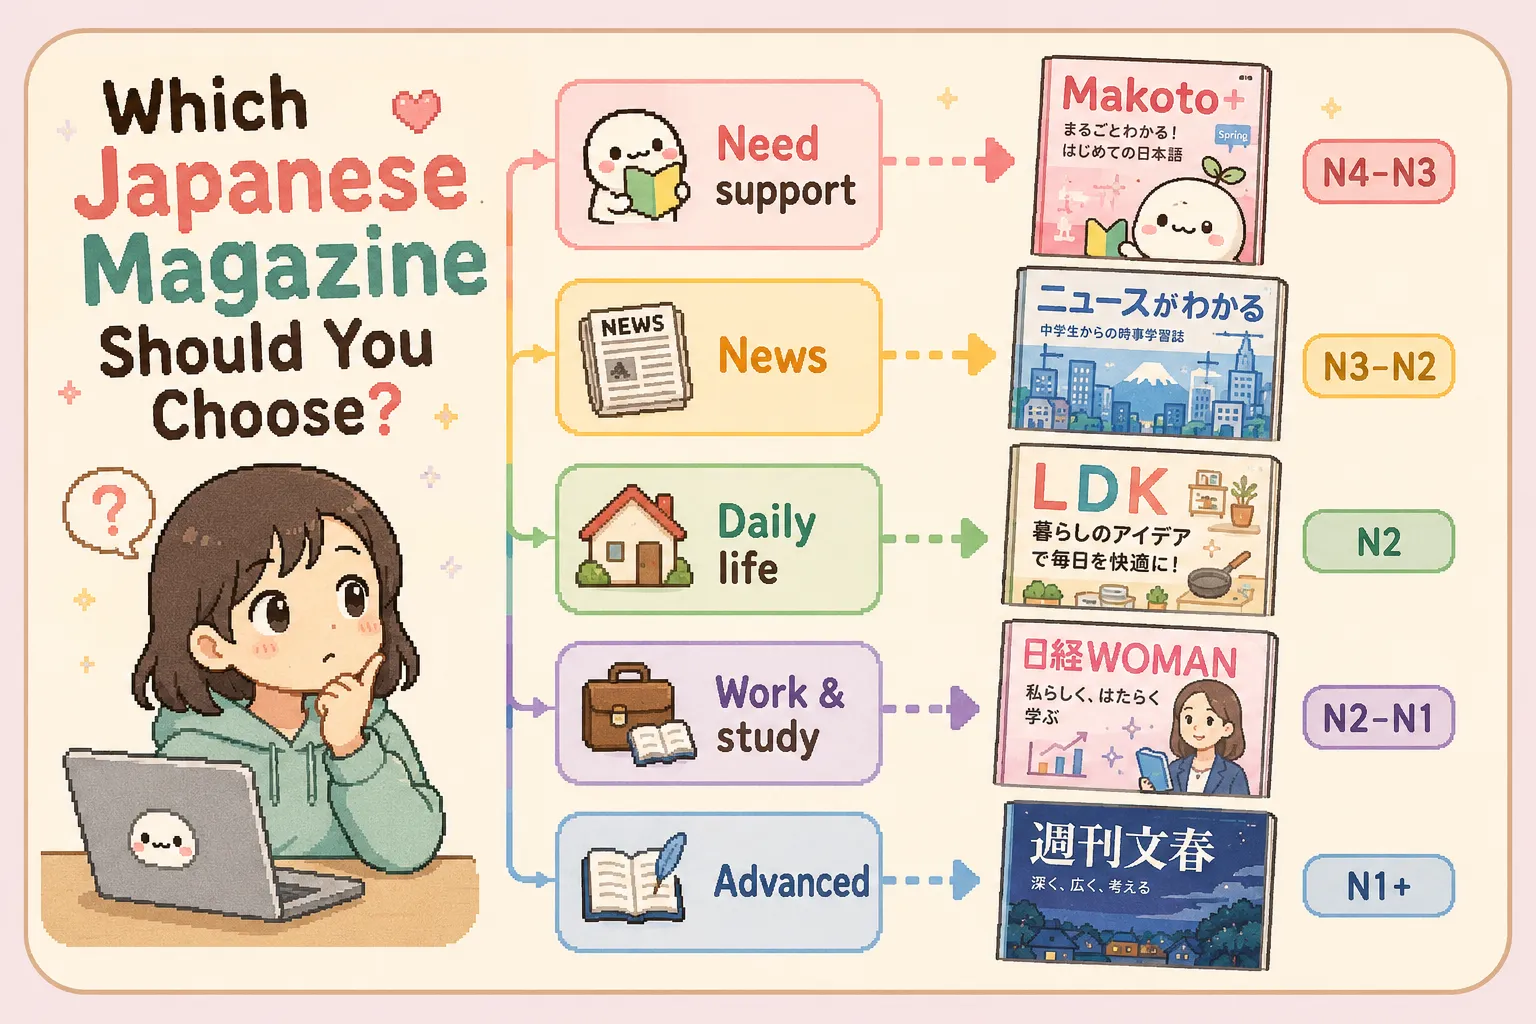 Which
Japanese
Magazine
Should You
Choose?
?
Need
support
Makoto+
まるごとわかる!
はじめての日本語
Spring
N4-N3
NEWS
News
ニュースがわかる
中学生からの時事学習誌
N3-N2
Daily
life
LDK
暮らしのアイデア
で毎日を快適に!
N2
Work &
study
日経WOMAN
私らしく、はたらく
学ぶ
N2-N1
Advanced
週刊文春
深く、広く、考える
N1+